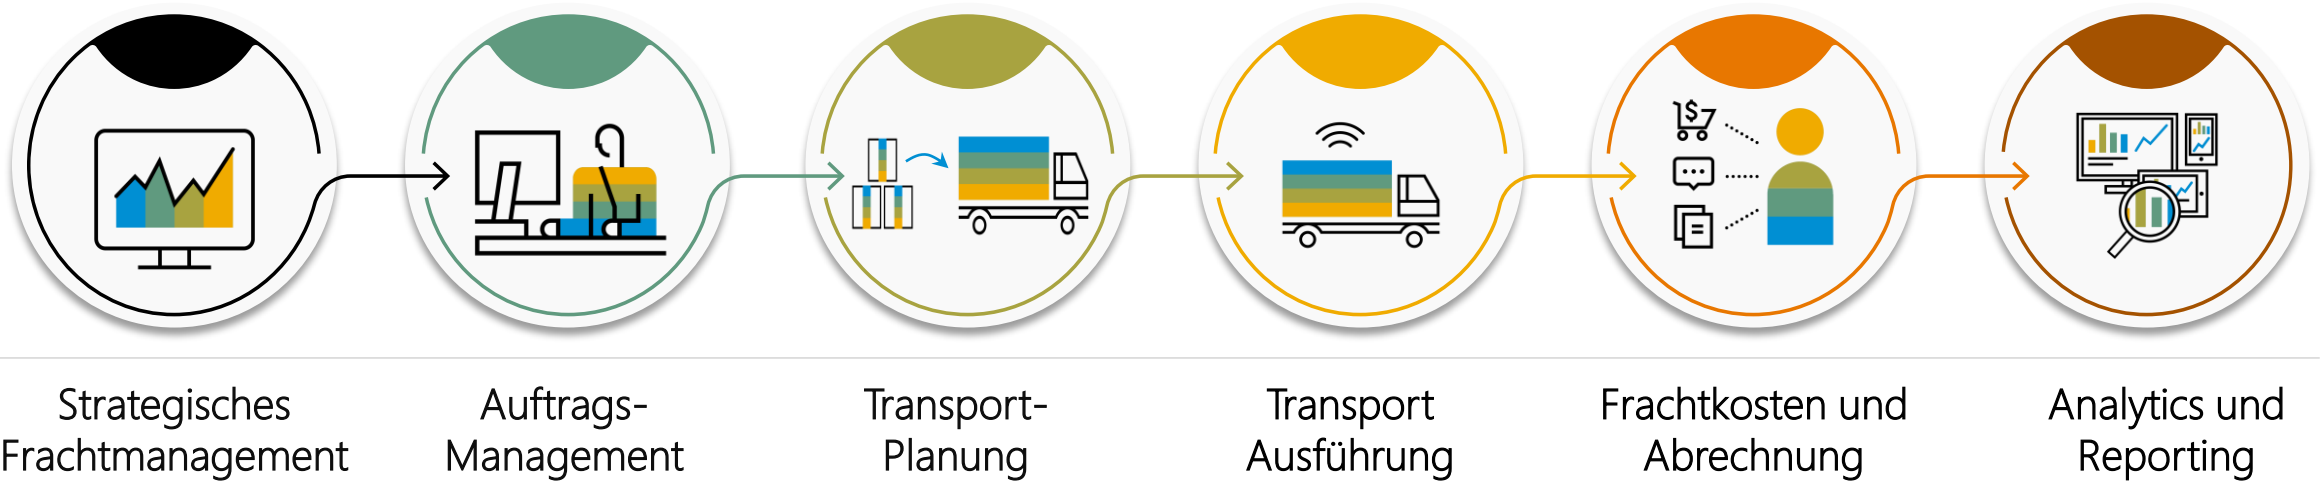 Strategisches
Frachtmanagement
Auftrags-
Management
Transport-
Planung
Transport
Ausführung
Frachtkosten und
Abrechnung
Analytics und
Reporting
$